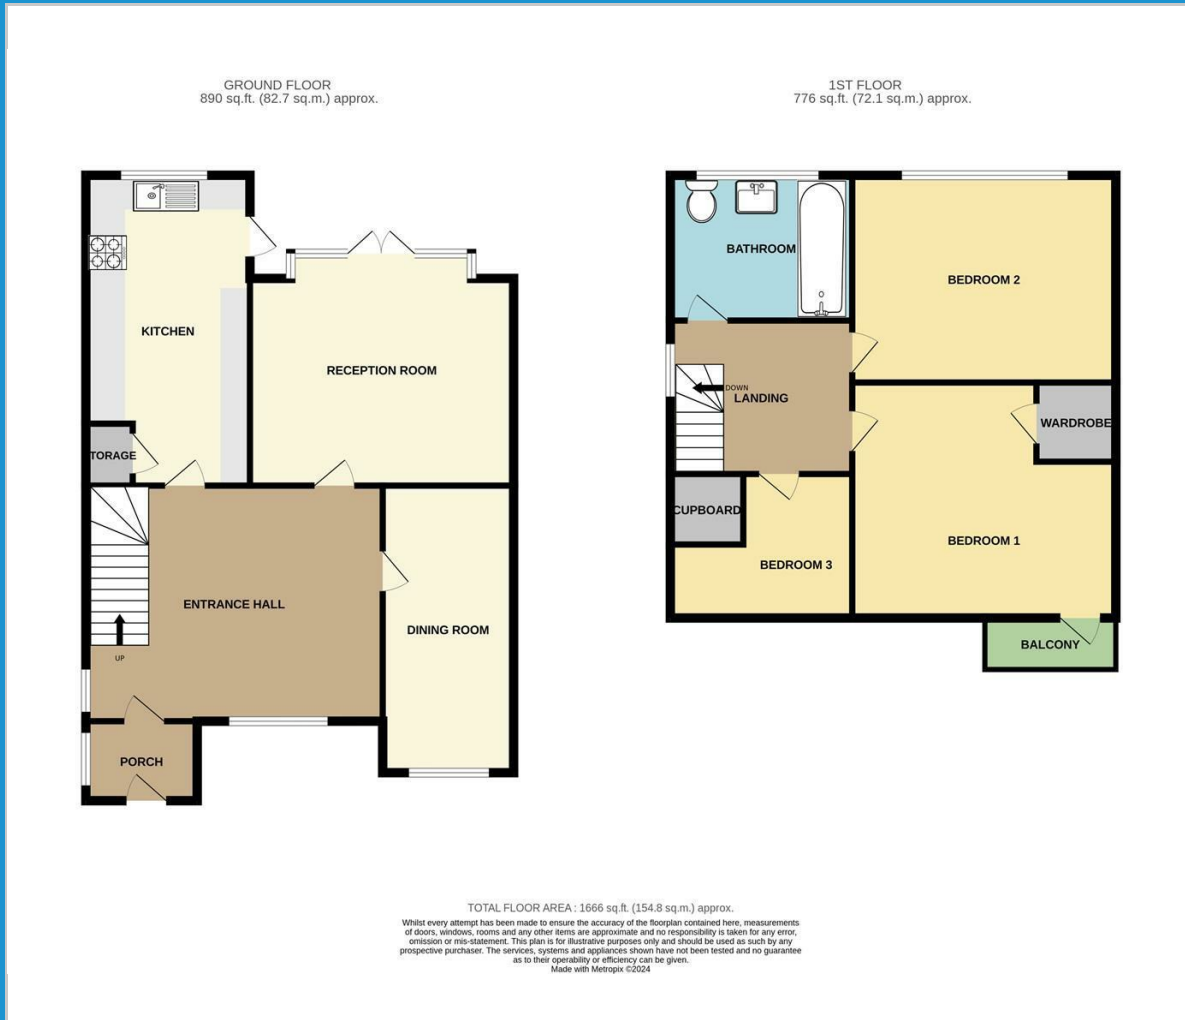 GROUND FLOOR
890 sq.ft. (82.7 sq.m.) approx.
1ST FLOOR
776 sq.ft. (72.1 sq.m.) approx.
KITCHEN
RECEPTION ROOM
TORAGE
ENTRANCE HALL
UP
DINING ROOM
PORCH
BATHROOM
BEDROOM 2
DOWN
LANDING
WARDROBE
CUPBOARD
BEDROOM 1
BEDROOM 3
BALCONY
TOTAL FLOOR AREA : 1666 sq.ft. (154.8 sq.m.) approx.
Whilst every attempt has been made to ensure the accuracy of the floorplan contained here, measurements
of doors, windows, rooms and any other items are approximate and no responsibility is taken for any error,
omission or mis-statement. This plan is for illustrative purposes only and should be used as such by any
prospective purchaser. The services, systems and appliances shown have not been tested and no guarantee
as to their operability or efficiency can be given.
Made with Metropix ©2024